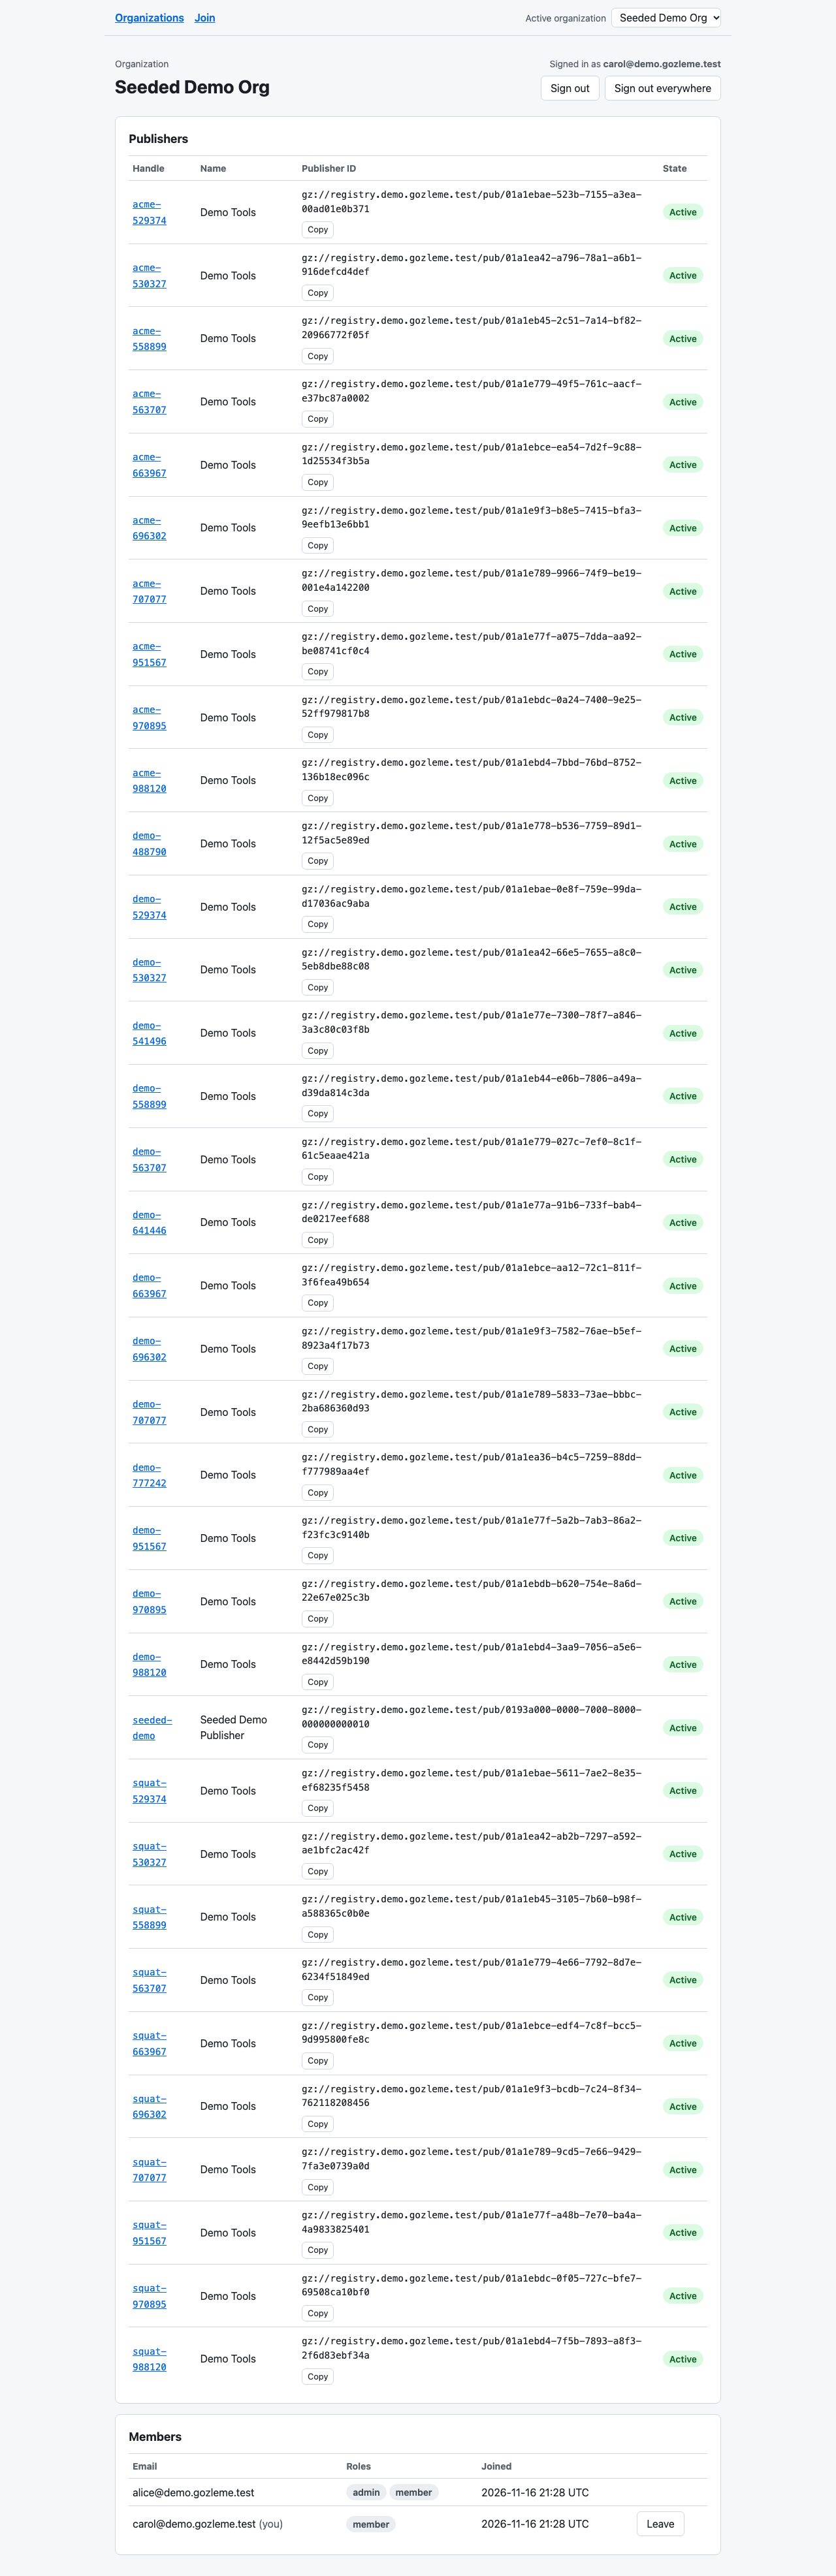 Organizations Join Active organization Seeded Demo Org
Organization Signed in as carol@demo.gozleme.test
Seeded Demo Org Sign out Sign out everywhere
Publishers
Handle Name Publisher ID State
acme-529374 Demo Tools gz://registry.demo.gozleme.test/pub/01a1ebae-523b-7155-a3ea-00ad01e0b371 Copy Active
acme-530327 Demo Tools gz://registry.demo.gozleme.test/pub/01a1ea42-a796-78a1-a6b1-916defcd4def Copy Active
acme-558899 Demo Tools gz://registry.demo.gozleme.test/pub/01a1eb45-2c51-7a14-bf82-20966772f05f Copy Active
acme-563707 Demo Tools gz://registry.demo.gozleme.test/pub/01a1e779-49f5-761c-aacf-e37bc87a0002 Copy Active
acme-663967 Demo Tools gz://registry.demo.gozleme.test/pub/01a1ebce-ea54-7d2f-9c88-1d25534f3b5a Copy Active
acme-696302 Demo Tools gz://registry.demo.gozleme.test/pub/01a1e9f3-b8e5-7415-bfa3-9eefb13e6bb1 Copy Active
acme-707077 Demo Tools gz://registry.demo.gozleme.test/pub/01a1e789-9966-74f9-be19-001e4a142200 Copy Active
acme-951567 Demo Tools gz://registry.demo.gozleme.test/pub/01a1e77f-a075-7dda-aa92-be08741cf0c4 Copy Active
acme-970895 Demo Tools gz://registry.demo.gozleme.test/pub/01a1ebdc-0a24-7400-9e25-52ff979817b8 Copy Active
acme-988120 Demo Tools gz://registry.demo.gozleme.test/pub/01a1ebd4-7bbd-76bd-8752-136b18ec096c Copy Active
demo-488790 Demo Tools gz://registry.demo.gozleme.test/pub/01a1e778-b536-7759-89d1-12f5ac5e89ed Copy Active
demo-529374 Demo Tools gz://registry.demo.gozleme.test/pub/01a1ebae-0e8f-759e-99da-d17036ac9aba Copy Active
demo-530327 Demo Tools gz://registry.demo.gozleme.test/pub/01a1ea42-66e5-7655-a8c0-5eb8dbe88c08 Copy Active
demo-541496 Demo Tools gz://registry.demo.gozleme.test/pub/01a1e77e-7300-78f7-a846-3a3c80c03f8b Copy Active
demo-558899 Demo Tools gz://registry.demo.gozleme.test/pub/01a1eb44-e06b-7806-a49a-d39da814c3da Copy Active
demo-563707 Demo Tools gz://registry.demo.gozleme.test/pub/01a1e779-027c-7ef0-8c1f-61c5eaae421a Copy Active
demo-641446 Demo Tools gz://registry.demo.gozleme.test/pub/01a1e77a-91b6-733f-bab4-de0217eef688 Copy Active
demo-663967 Demo Tools gz://registry.demo.gozleme.test/pub/01a1ebce-aa12-72c1-811f-3f6fea49b654 Copy Active
demo-696302 Demo Tools gz://registry.demo.gozleme.test/pub/01a1e9f3-7582-76ae-b5ef-8923a4f17b73 Copy Active
demo-707077 Demo Tools gz://registry.demo.gozleme.test/pub/01a1e789-5833-73ae-bbbc-2ba686360d93 Copy Active
demo-777242 Demo Tools gz://registry.demo.gozleme.test/pub/01a1ea36-b4c5-7259-88dd-f777989aa4ef Copy Active
demo-951567 Demo Tools gz://registry.demo.gozleme.test/pub/01a1e77f-5a2b-7ab3-86a2-f23fc3c9140b Copy Active
demo-970895 Demo Tools gz://registry.demo.gozleme.test/pub/01a1ebdb-b620-754e-8a6d-22e67e025c3b Copy Active
demo-988120 Demo Tools gz://registry.demo.gozleme.test/pub/01a1ebd4-3aa9-7056-a5e6-e8442d59b190 Copy Active
seeded-demo Seeded Demo Publisher gz://registry.demo.gozleme.test/pub/0193a000-0000-7000-8000-000000000010 Copy Active
squat-529374 Demo Tools gz://registry.demo.gozleme.test/pub/01a1ebae-5611-7ae2-8e35-ef68235f5458 Copy Active
squat-530327 Demo Tools gz://registry.demo.gozleme.test/pub/01a1ea42-ab2b-7297-a592-ae1bfc2ac42f Copy Active
squat-558899 Demo Tools gz://registry.demo.gozleme.test/pub/01a1eb45-3105-7b60-b98f-a588365c0b0e Copy Active
squat-563707 Demo Tools gz://registry.demo.gozleme.test/pub/01a1e779-4e66-7792-8d7e-6234f51849ed Copy Active
squat-663967 Demo Tools gz://registry.demo.gozleme.test/pub/01a1ebce-edf4-7c8f-bcc5-9d995800fe8c Copy Active
squat-696302 Demo Tools gz://registry.demo.gozleme.test/pub/01a1e9f3-bcdb-7c24-8f34-762118208456 Copy Active
squat-707077 Demo Tools gz://registry.demo.gozleme.test/pub/01a1e789-9cd5-7e66-9429-7fa3e0739a0d Copy Active
squat-951567 Demo Tools gz://registry.demo.gozleme.test/pub/01a1e77f-a48b-7e70-ba4a-4a9833825401 Copy Active
squat-970895 Demo Tools gz://registry.demo.gozleme.test/pub/01a1ebdc-0f05-727c-bfe7-69508ca10bf0 Copy Active
squat-988120 Demo Tools gz://registry.demo.gozleme.test/pub/01a1ebd4-7f5b-7893-a8f3-2f6d83ebf34a Copy Active
Members
Email Roles Joined
alice@demo.gozleme.test admin member 2026-11-16 21:28 UTC
carol@demo.gozleme.test (you) member 2026-11-16 21:28 UTC Leave